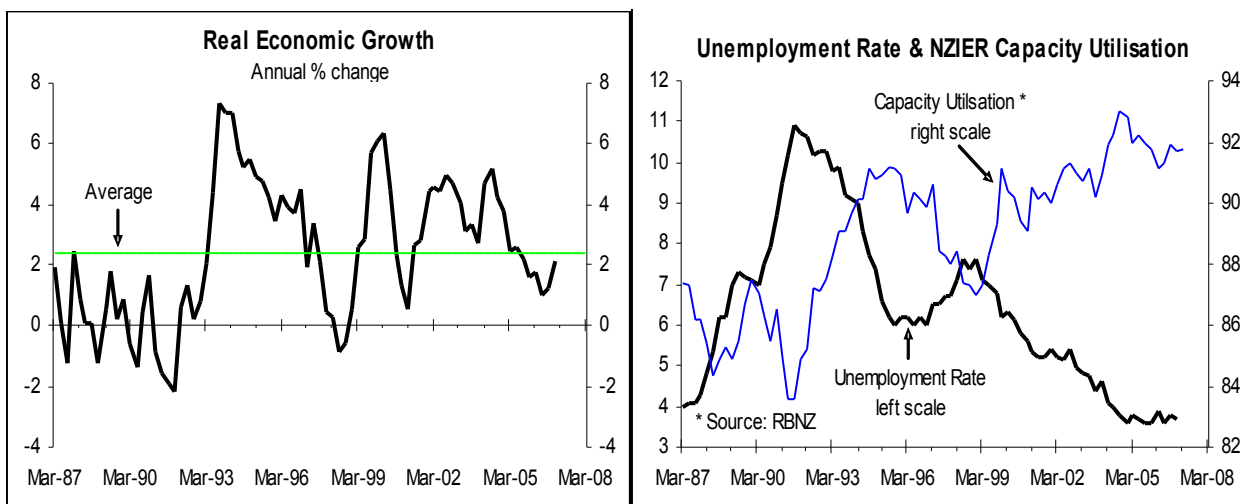 Real Economic Growth
Annual % change
8
8
6
6
Average
4
4
2
2
0
0
-2
-2
-4
-4
Mar-87 Mar-90 Mar-93 Mar-96 Mar-99 Mar-02 Mar-05 Mar-08
Unemployment Rate & NZIER Capacity Utilisation
12
94
11
Capacity Utilsation *
right scale
92
10
9
90
8
88
7
6
86
5
Unemployment Rate
left scale
84
4
* Source: RBNZ
3
82
Mar-87 Mar-90 Mar-93 Mar-96 Mar-99 Mar-02 Mar-05 Mar-08